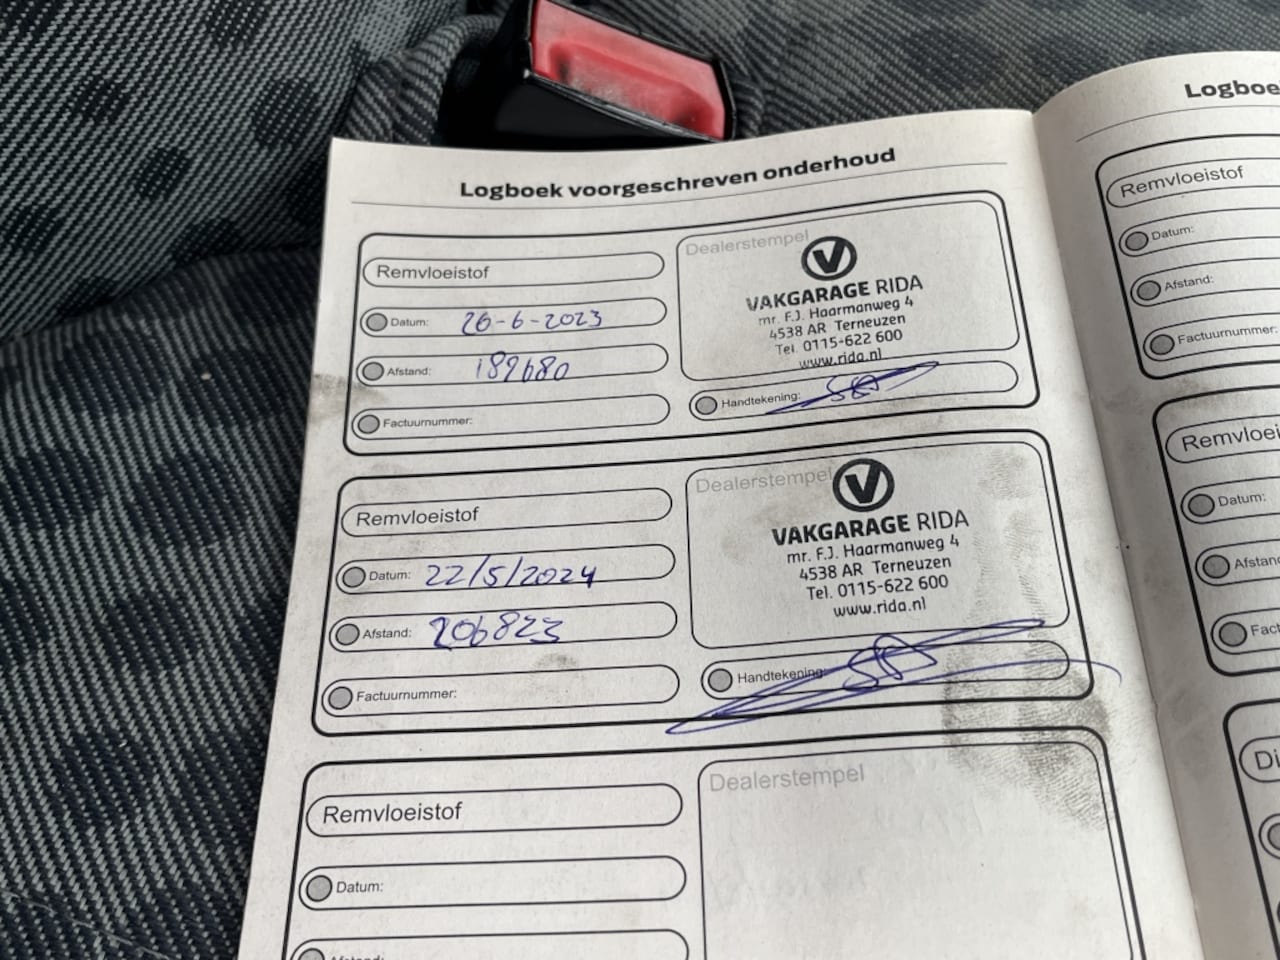 Logboek voorgeschreven onderhoud
Remvloeistof
Datum: 26-6-2023
Afstand: 189680
Factuurnummer:
Dealerstempel
V
VAKGARAGE RIDA
mr. F.J. Haarmanweg 4
4538 AR Terneuzen
Tel. 0115-622 600
www.rida.nl
Handtekening:
Remvloeistof
Datum: 22/5/2024
Afstand: 206823
Factuurnummer:
Dealerstempel
V
VAKGARAGE RIDA
mr. F.J. Haarmanweg 4
4538 AR Terneuzen
Tel. 0115-622 600
www.rida.nl
Handtekening:
Remvloeistof
Datum:
Afstand:
Dealerstempel
Logboe
Remvloeistof
Datum:
Afstand:
Factuurnummer:
Remvloei
Datum:
Afstand
Fact
Di